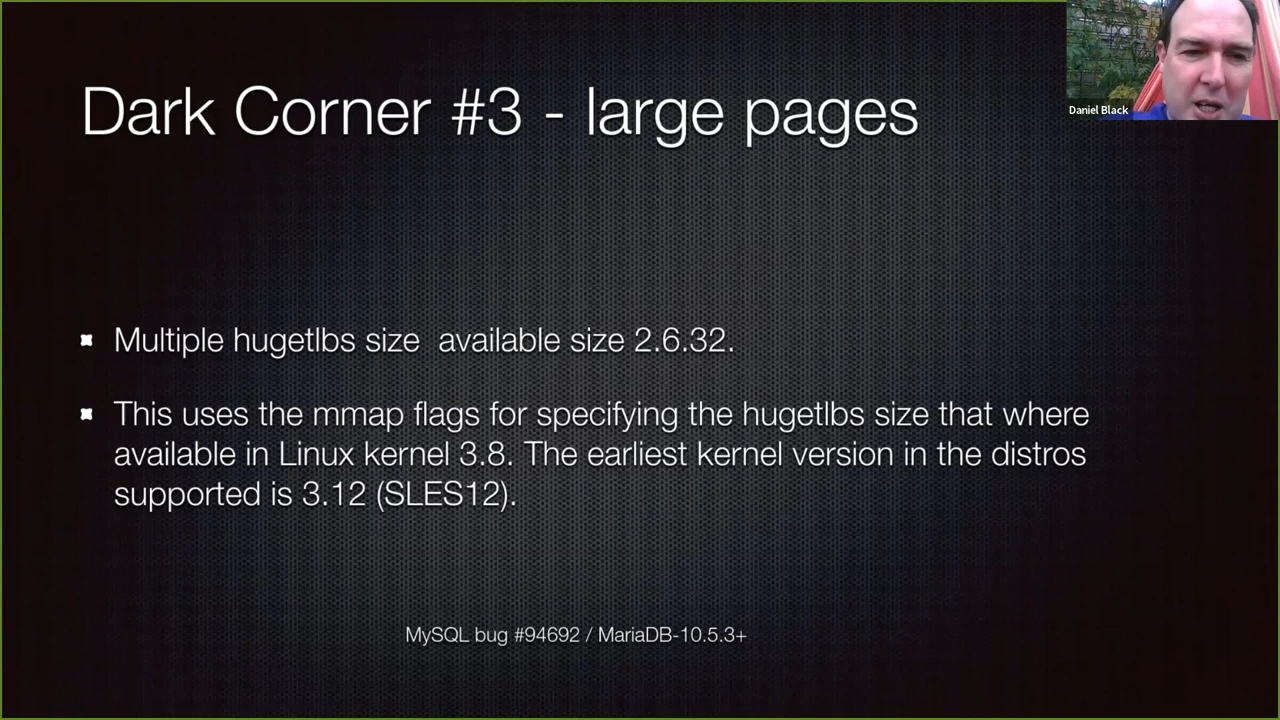 Dark Corner #3 - large pages
Daniel Black
Multiple hugetlbs size  available size 2.6.32.
This uses the mmap flags for specifying the hugetlbs size that where
available in Linux kernel 3.8. The earliest kernel version in the distros
supported is 3.12 (SLES12).
MySQL bug #94692 / MariaDB-10.5.3+